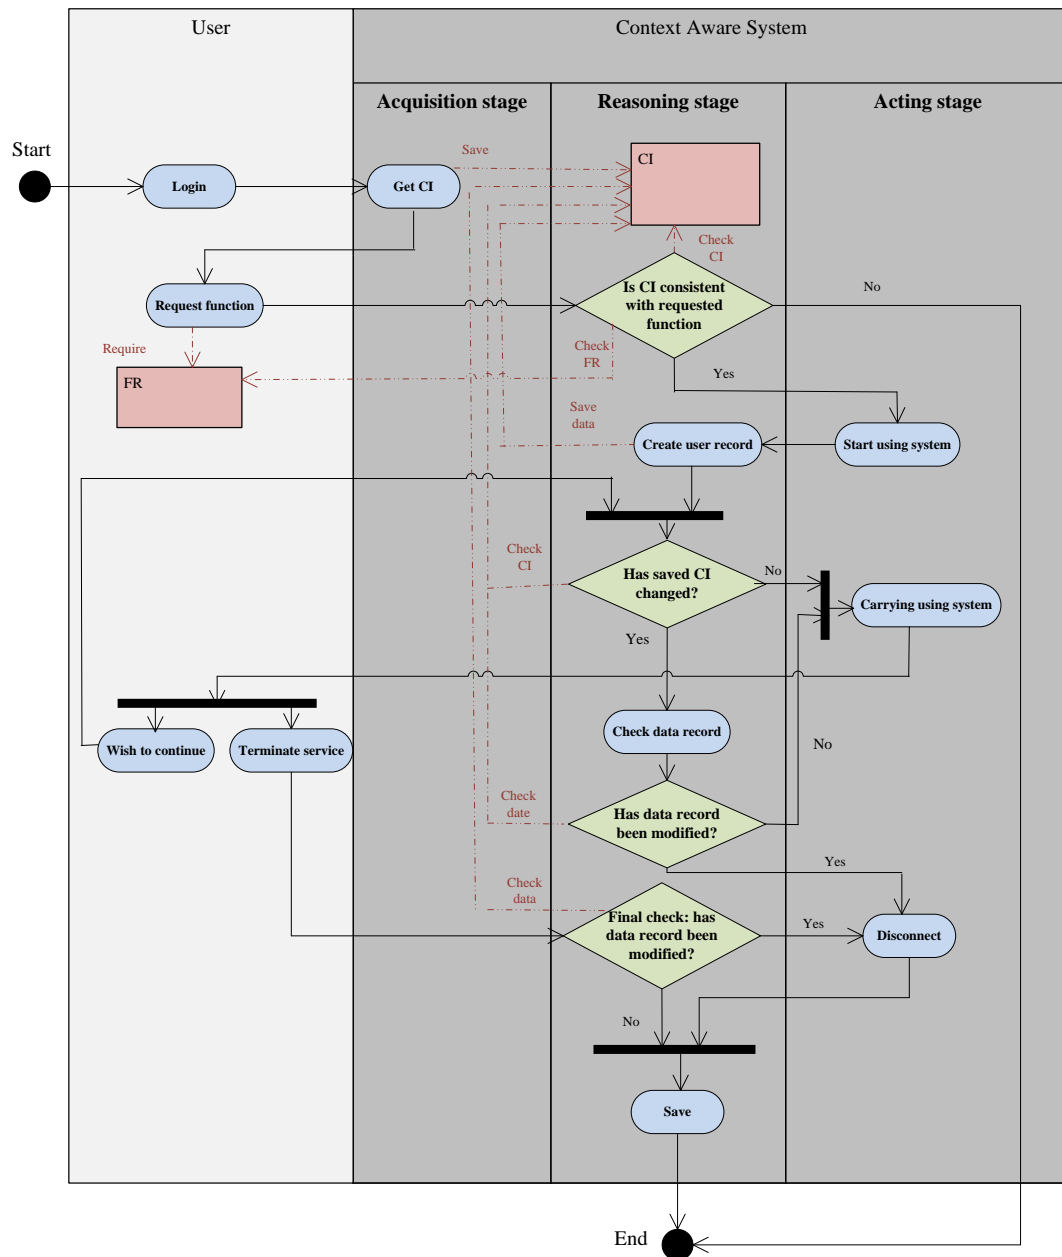 User
Context Aware System
Acquisition stage
Reasoning stage
Acting stage
Start
Save
CI
Login
Get CI
Check
CI
Is CI consistent
with requested
function
No
Request function
Require
Check
FR
FR
Yes
Save
data
Create user record
Start using system
Check
CI
Has saved CI
changed?
No
Carrying using system
Yes
Wish to continue
Terminate service
Check data record
No
Check
date
Has data record
been modified?
Yes
Check
data
Final check: has
data record been
modified?
Yes
Disconnect
No
Save
End